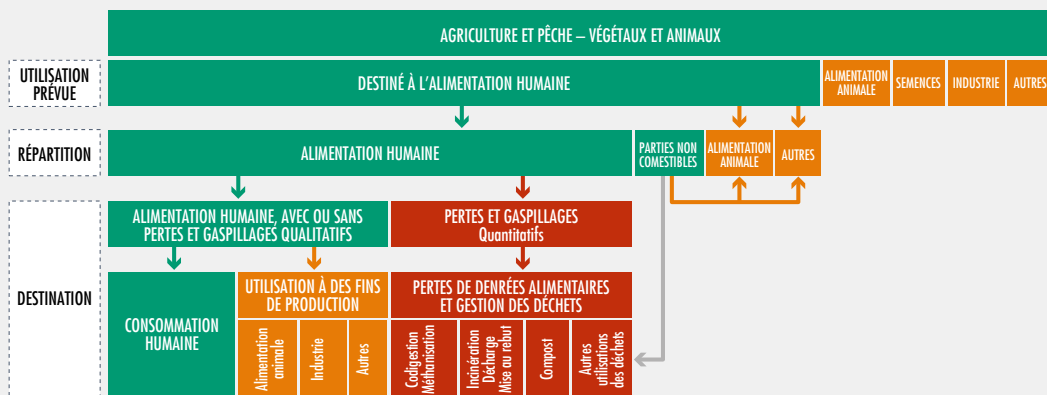 AGRICULTURE ET PÊCHE – VÉGÉTAUX ET ANIMAUX
UTILISATION
PRÉVUE
DESTINÉ À L'ALIMENTATION HUMAINE
ALIMENTATION
ANIMALE
SEMENCES
INDUSTRIE
AUTRES
RÉPARTITION
ALIMENTATION HUMAINE
PARTIES NON
COMESTIBLES
ALIMENTATION
ANIMALE
AUTRES
DESTINATION
ALIMENTATION HUMAINE, AVEC OU SANS
PERTES ET GASPILLAGES QUALITATIFS
PERTES ET GASPILLAGES
Quantitatifs
CONSOMMATION
HUMAINE
UTILISATION À DES FINS
DE PRODUCTION
Alimentation
animale
Industrie
Autres
PERTES DE DENRÉES ALIMENTAIRES
ET GESTION DES DÉCHETS
Codigestion
Méthanisation
Incinération
Décharge
Mise au rebut
Compost
Autres
utilisations
des déchets